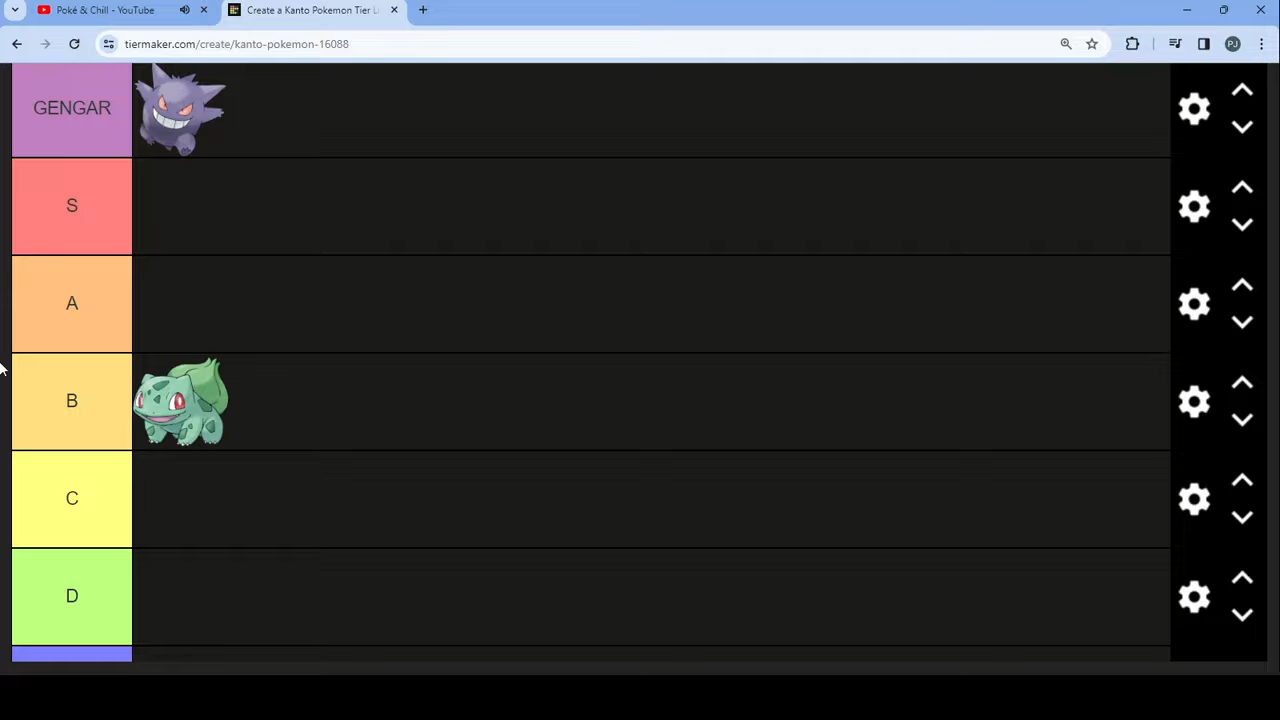 Poké & Chill - YouTube
Create a Kanto Pokemon Tier Li
tiermaker.com/create/kanto-pokemon-16088
PJ
GENGAR
S
A
B
C
D